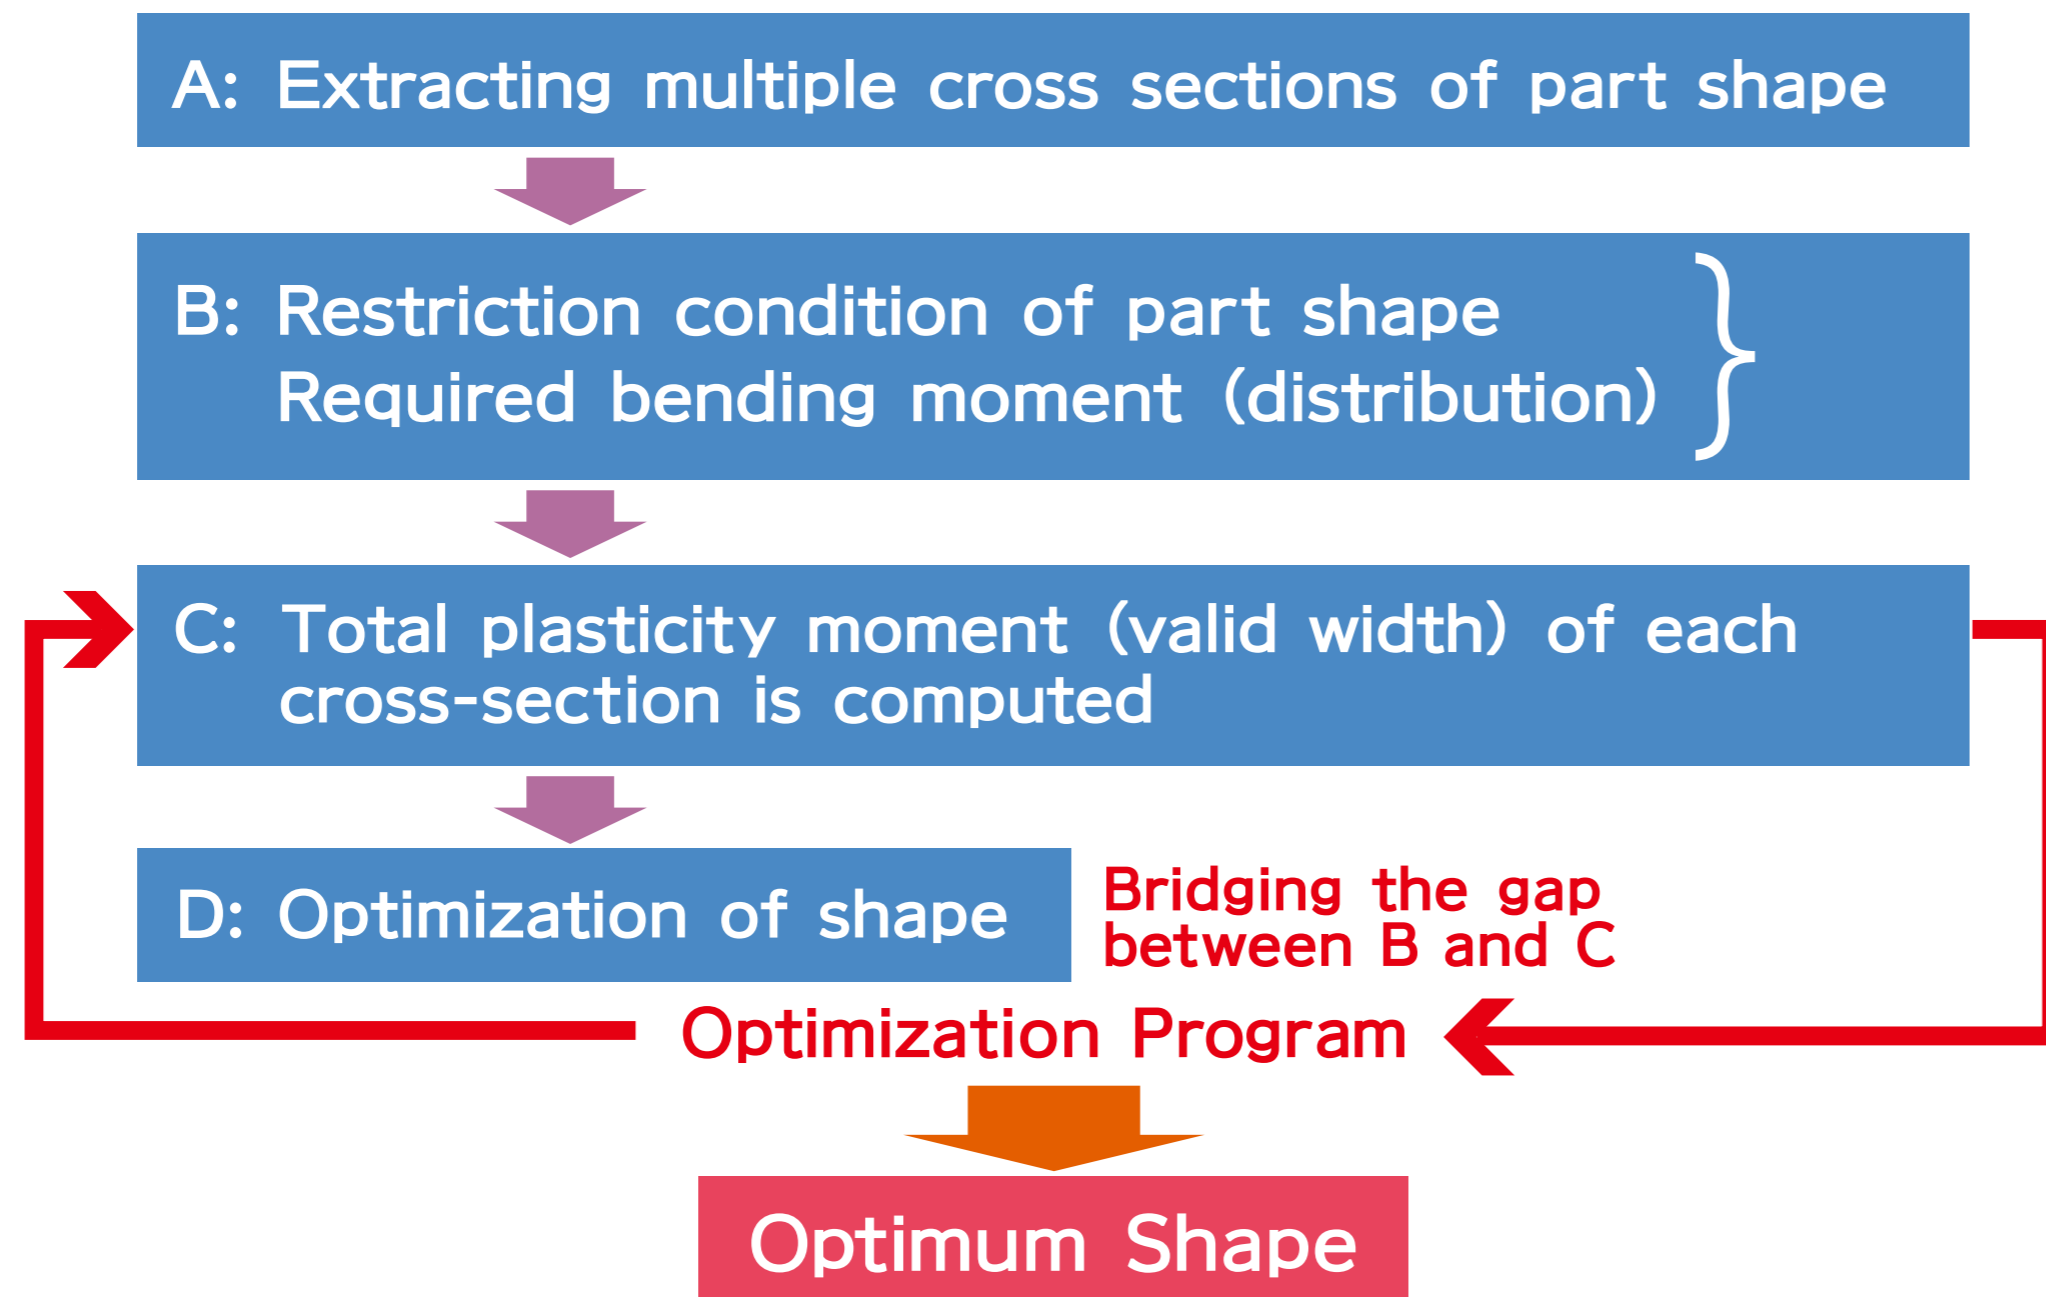 A: Extracting multiple cross sections of part shape
B: Restriction condition of part shape
Required bending moment (distribution)
C: Total plasticity moment (valid width) of each
cross-section is computed
D: Optimization of shape
Bridging the gap
between B and C
Optimization Program
Optimum Shape